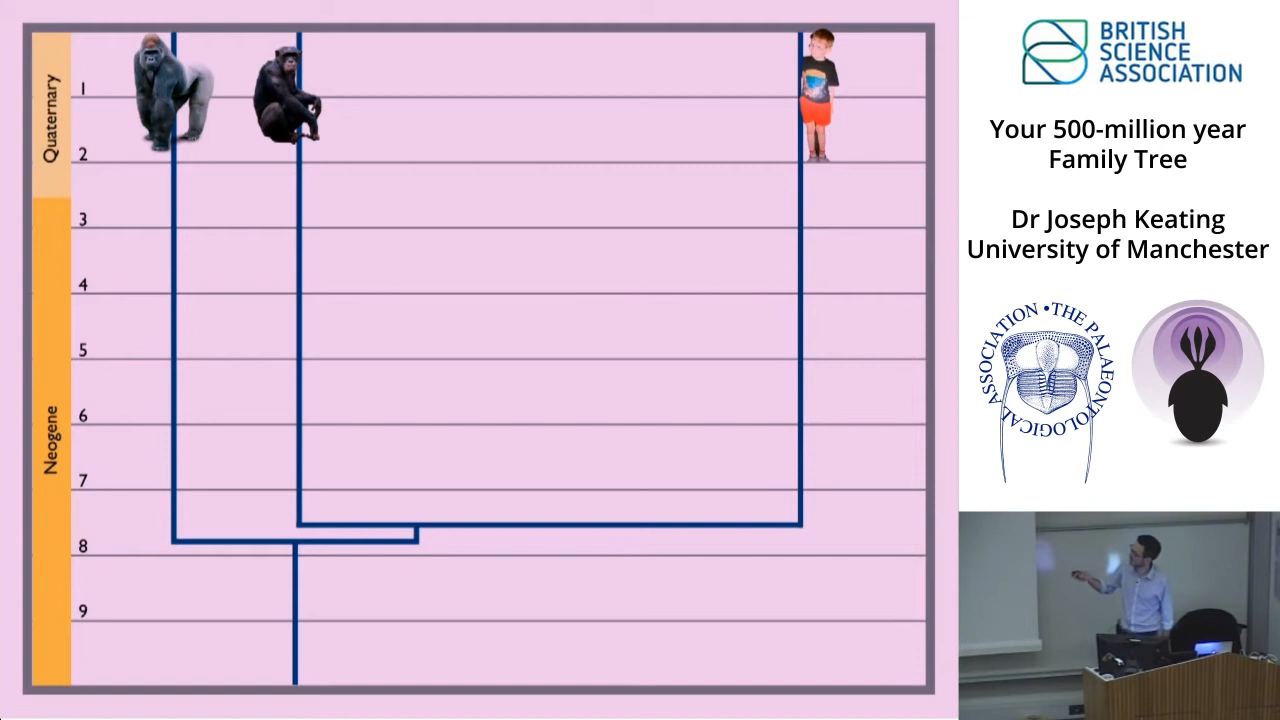 Quaternary
Neogene
1
2
3
4
5
6
7
8
9
BRITISH
SCIENCE
ASSOCIATION
Your 500-million year
Family Tree
Dr Joseph Keating
University of Manchester
• THE PALAEONTOLOGICAL ASSOCIATION